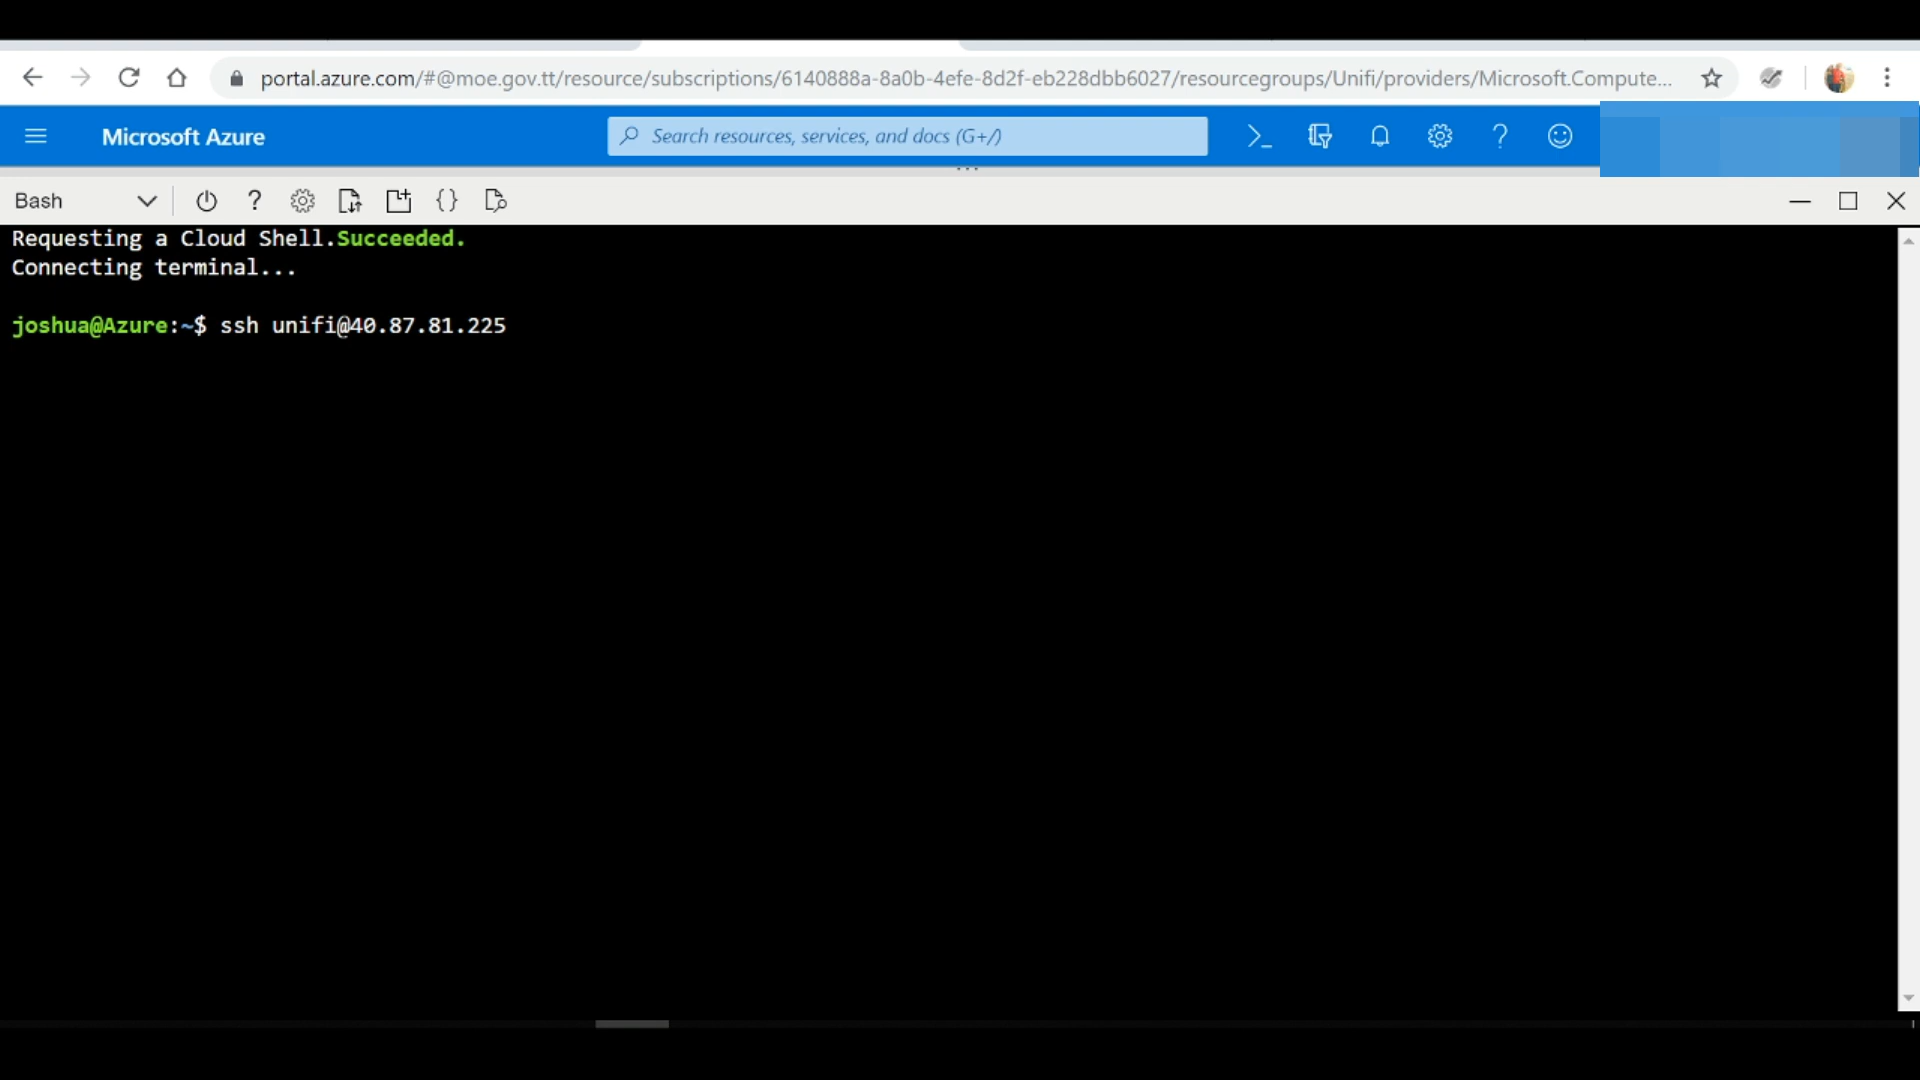 portal.azure.com/#@moe.gov.tt/resource/subscriptions/6140888a-8a0b-4efe-8d2f-eb228dbb6027/resourcegroups/Unifi/providers/Microsoft.Compute...
Microsoft Azure
Search resources, services, and docs (G+/)
Bash
Requesting a Cloud Shell.Succeeded.
Connecting terminal...
joshua@Azure:~$ ssh unifi@40.87.81.225